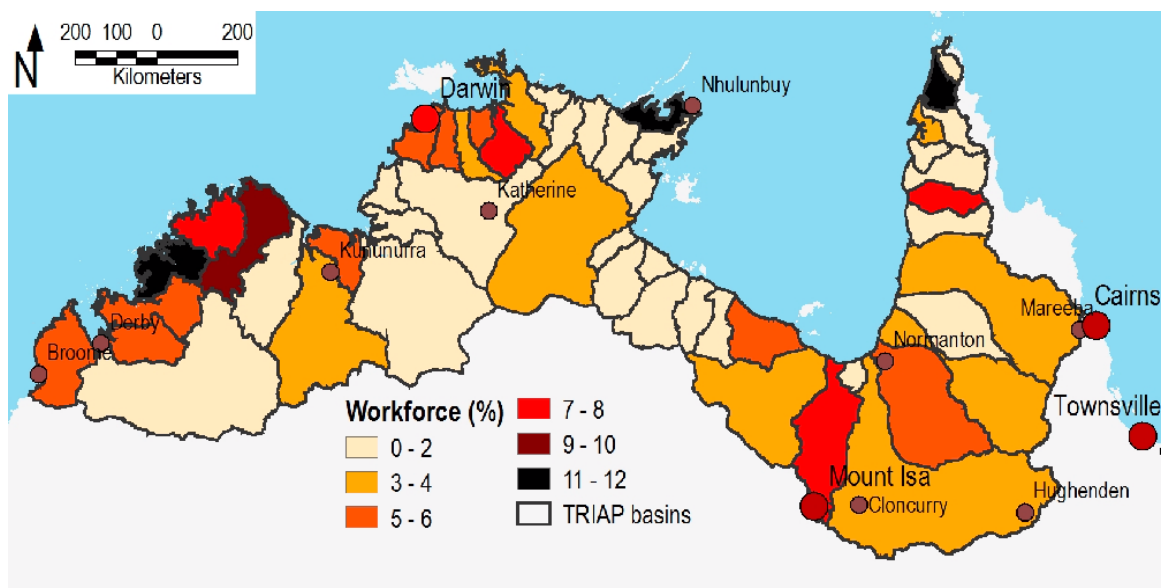 200 100 0 200
N
Kilometers
Darwin
Nhulunbuy
Katherine
Kununurra
Derby
Broome
Mareeba
Cairns
Normanton
Townsville
Mount Isa
Cloncurry
Hughenden
Workforce (%)
0 - 2
3 - 4
5 - 6
7 - 8
9 - 10
11 - 12
TRIAP basins